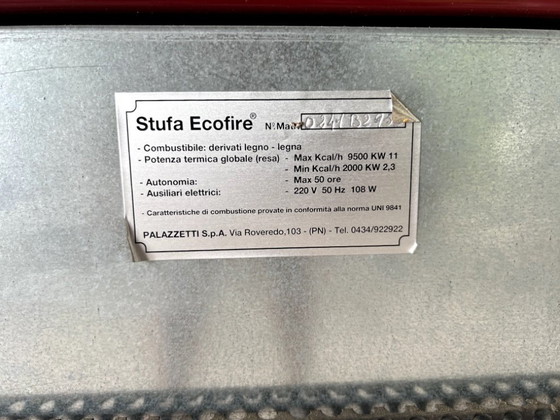 Stufa Ecofire®
- Combustibile: derivati legno - legna
- Potenza termica globale (resa) - Max Kcal/h 9500 KW 11
- Min Kcal/h 2000 KW 2,3
- Autonomia: - Max 50 ore
- Ausiliari elettrici: - 220 V 50 Hz 108 W
- Caratteristiche di combustione provate in conformità alla norma UNI 9841
PALAZZETTI S.p.A. Via Roveredo,103 - (PN) - Tel. 0434/922922